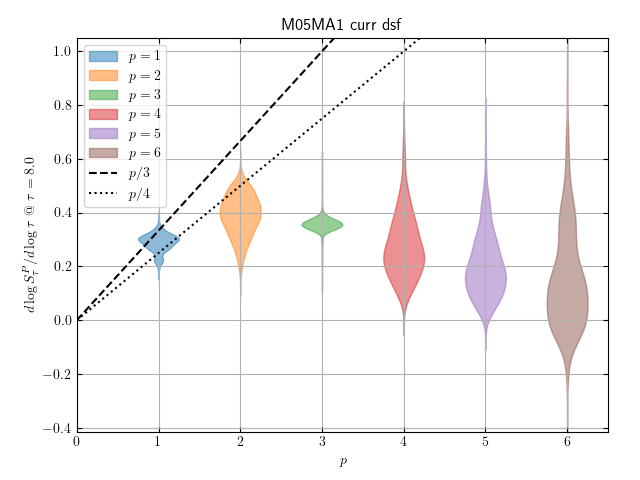 M05MA1 curr dsf
1.0
0.8
0.6
0.4
0.2
0.0
−0.2
−0.4
d log S_τ^P / d log τ @ τ = 8.0
p = 1
p = 2
p = 3
p = 4
p = 5
p = 6
p/3
p/4
0 1 2 3 4 5 6
p